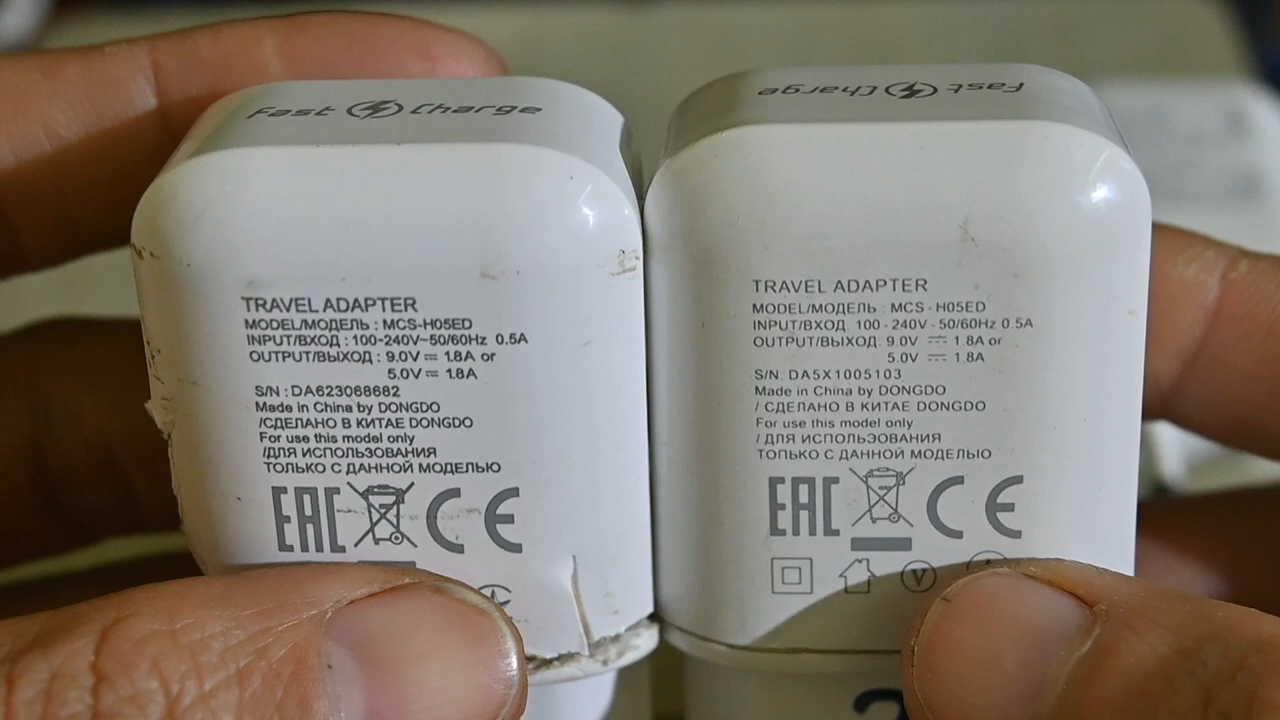 Fast Charge
TRAVEL ADAPTER
MODEL/МОДЕЛЬ : MCS-H05ED
INPUT/ВХОД : 100-240V~50/60Hz 0.5A
OUTPUT/ВЫХОД : 9.0V 1.8A or
5.0V 1.8A
S/N : DA623068682
Made in China by DONGDO
/СДЕЛАНО В КИТАЕ DONGDO
For use this model only
/ДЛЯ ИСПОЛЬЗОВАНИЯ
ТОЛЬКО С ДАННОЙ МОДЕЛЬЮ
EAC CE
Fast Charge
TRAVEL ADAPTER
MODEL/МОДЕЛЬ : MCS - H05ED
INPUT/ВХОД: 100 - 240V - 50/60Hz 0.5A
OUTPUT/ВЫХОД: 9.0V 1.8A or
5.0V 1.8A
S/N: DA5X1005103
Made in China by DONGDO
/ СДЕЛАНО В КИТАЕ DONGDO
For use this model only
/ ДЛЯ ИСПОЛЬЗОВАНИЯ
ТОЛЬКО С ДАННОЙ МОДЕЛЬЮ
EAC CE
V